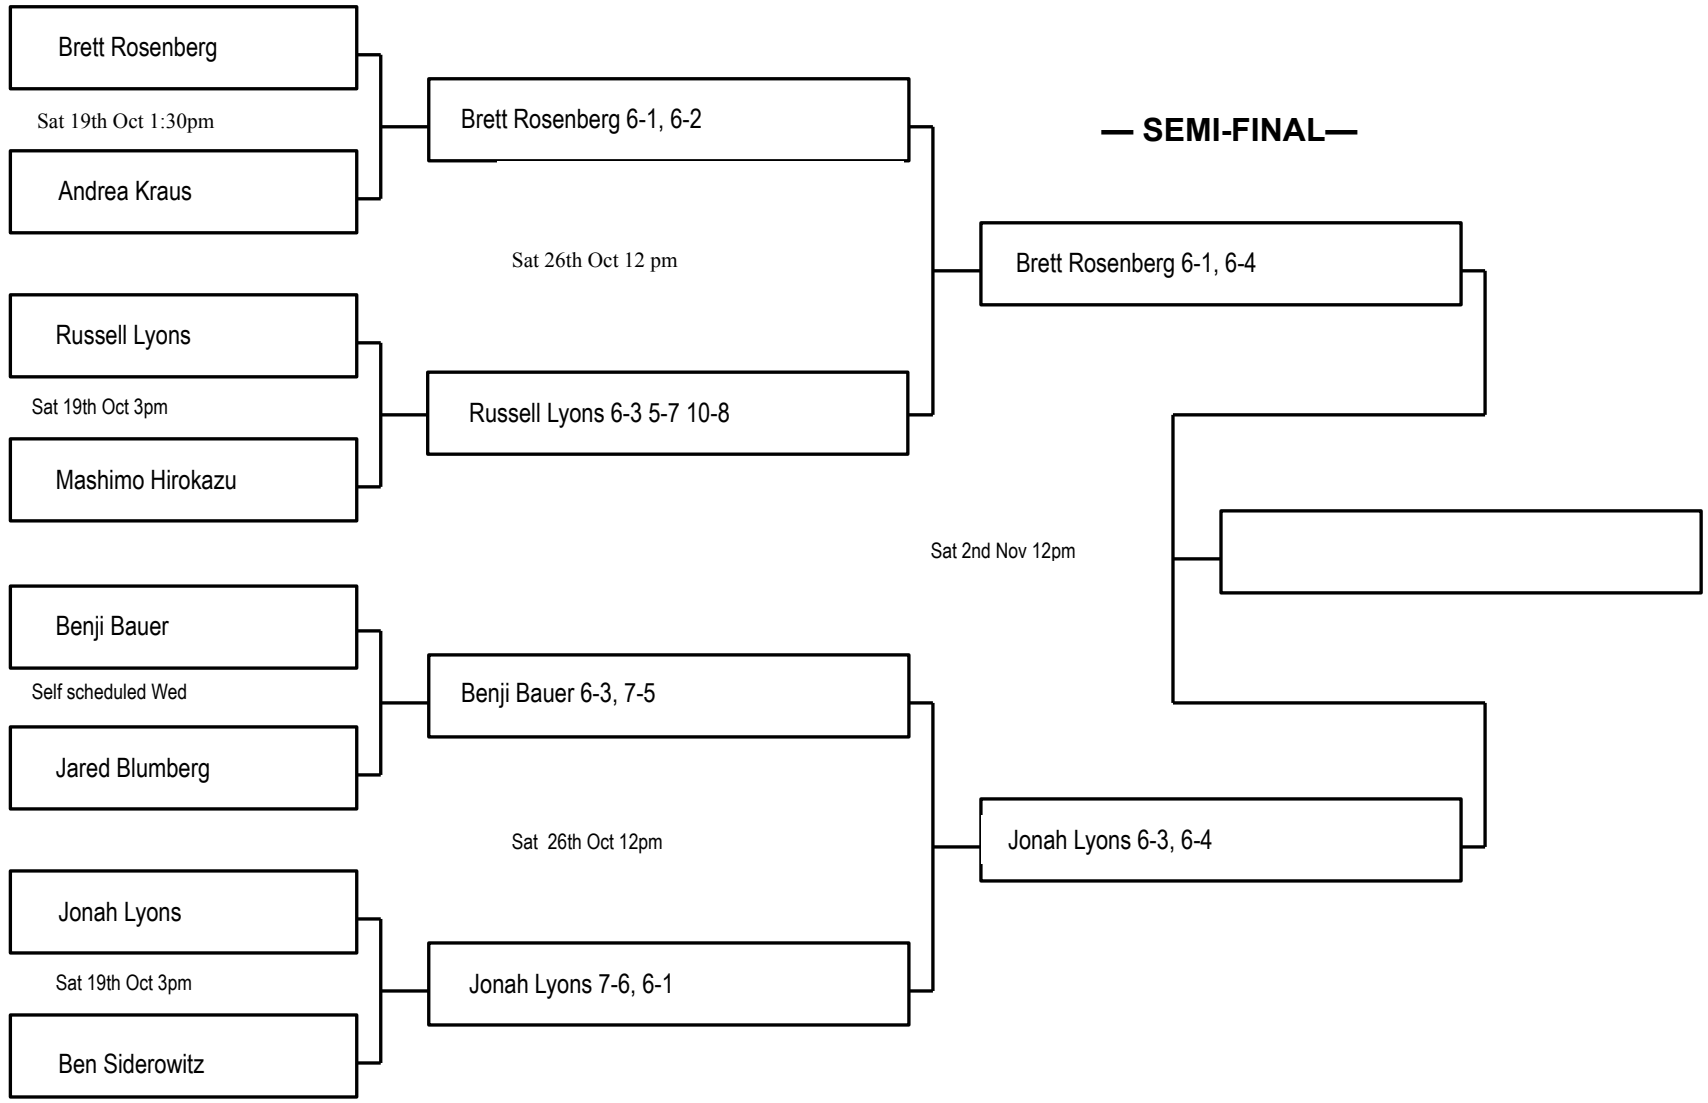 Brett Rosenberg
Sat 19th Oct 1:30pm
Andrea Kraus
Russell Lyons
Sat 19th Oct 3pm
Mashimo Hirokazu
Benji Bauer
Self scheduled Wed
Jared Blumberg
Jonah Lyons
Sat 19th Oct 3pm
Ben Siderowitz
Brett Rosenberg 6-1, 6-2
Sat 26th Oct 12 pm
Russell Lyons 6-3 5-7 10-8
Benji Bauer 6-3, 7-5
Sat  26th Oct 12pm
Jonah Lyons 7-6, 6-1
— SEMI-FINAL—
Brett Rosenberg 6-1, 6-4
Sat 2nd Nov 12pm
Jonah Lyons 6-3, 6-4